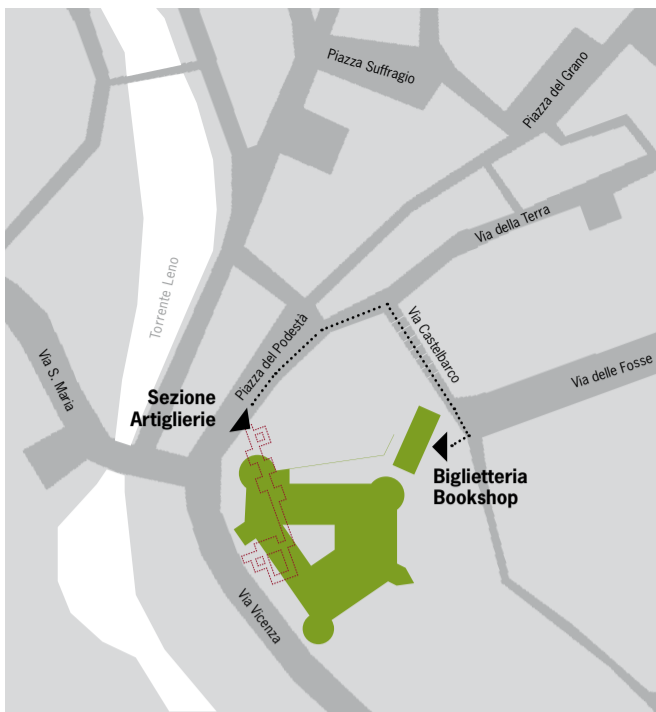 Piazza Suffragio
Piazza del Grano
Via della Terra
Torrente Leno
Via Castelbarco
Piazza del Podestà
Via S. Maria
Via delle Fosse
Sezione
Artiglierie
Biglietteria
Bookshop
Via Vicenza